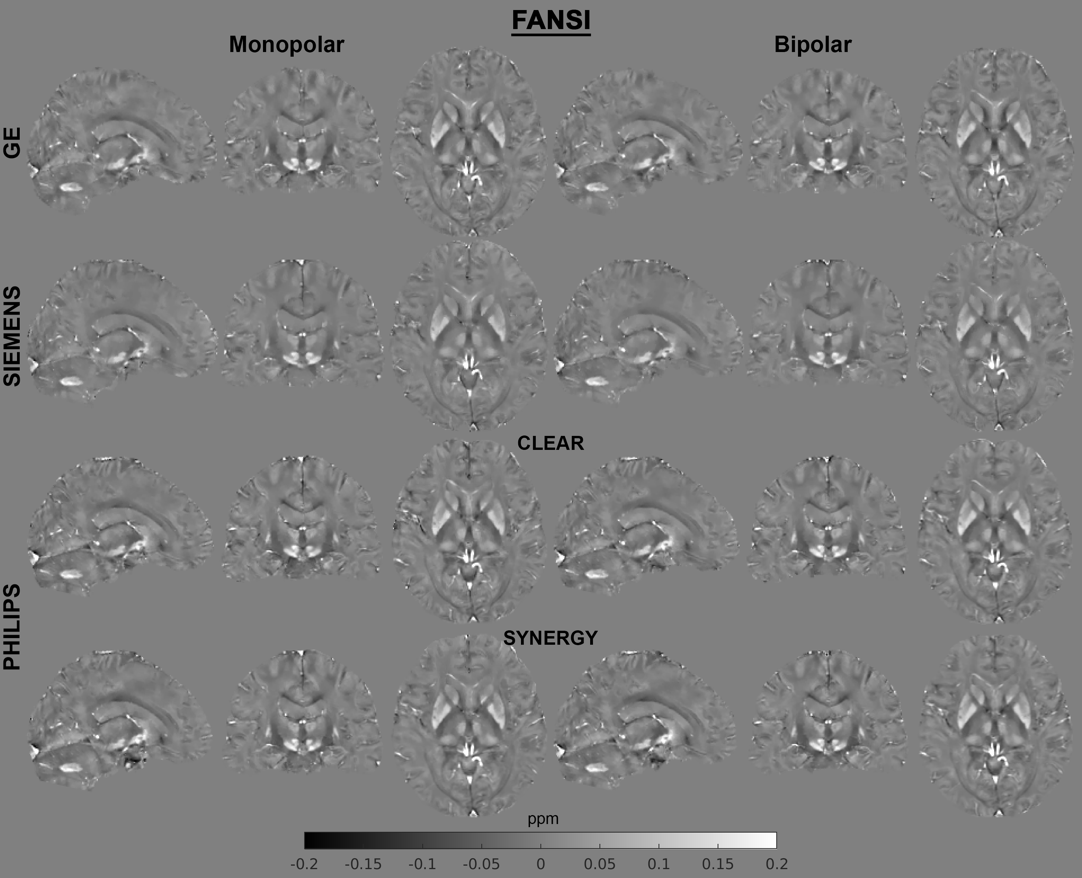 FANSI
Monopolar Bipolar
GE
SIEMENS
CLEAR
PHILIPS
SYNERGY
ppm
-0.2 -0.15 -0.1 -0.05 0 0.05 0.1 0.15 0.2